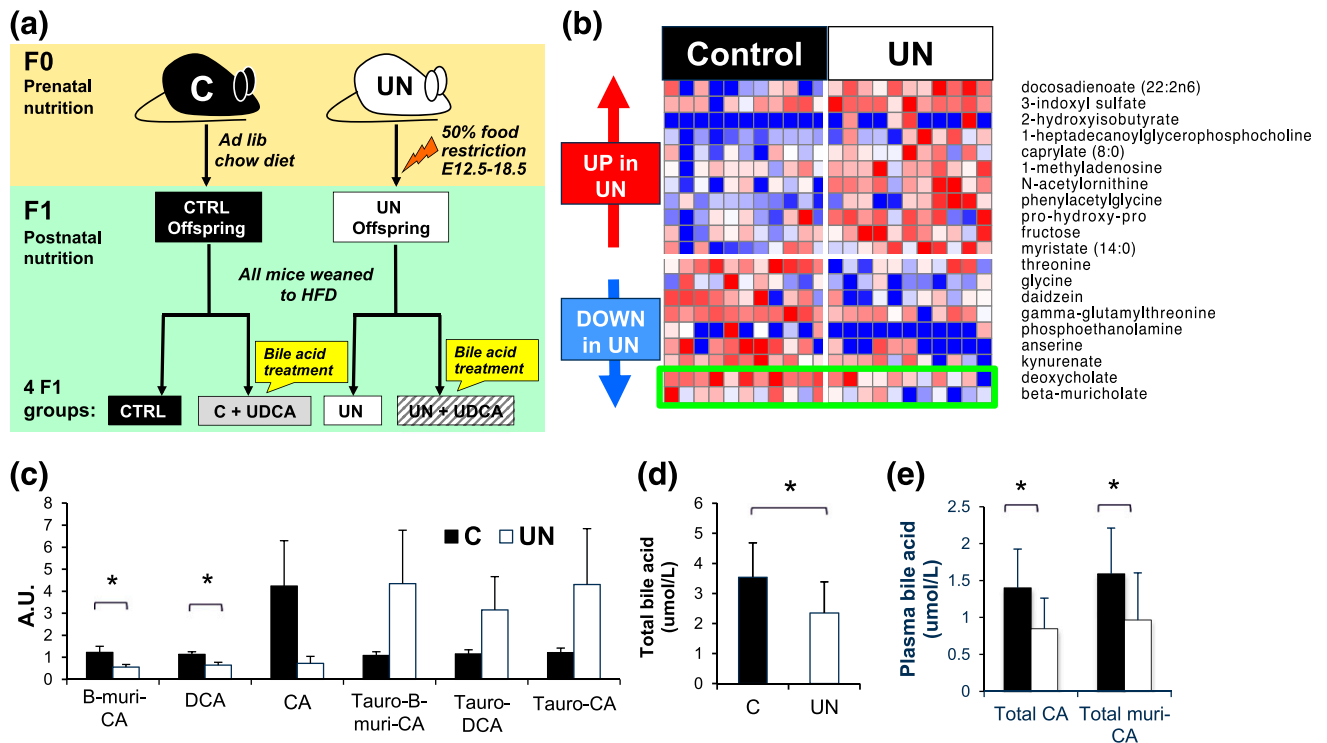 (a)
F0
Prenatal
nutrition
C
UN
Ad lib
chow diet
50% food
restriction
E12.5-18.5
F1
Postnatal
nutrition
CTRL
Offspring
UN
Offspring
All mice weaned
to HFD
Bile acid
treatment
Bile acid
treatment
4 F1
groups:
CTRL
C + UDCA
UN
UN + UDCA
(b)
Control
UN
UP in
UN
DOWN
in UN
docosadienoate (22:2n6)
3-indoxyl sulfate
2-hydroxyisobutyrate
1-heptadecanoylglycerophosphocholine
caprylate (8:0)
1-methyladenosine
N-acetylornithine
phenylacetylglycine
pro-hydroxy-pro
fructose
myristate (14:0)
threonine
glycine
daidzein
gamma-glutamylthreonine
phosphoethanolamine
anserine
kynurenate
deoxycholate
beta-muricholate
(c)
A.U.
8
7
6
5
4
3
2
1
0
C
UN
*
*
B-muri-
CA
DCA
CA
Tauro-B-
muri-CA
Tauro-
DCA
Tauro-CA
(d)
Total bile acid
(umol/L)
6
5
4
3
2
1
0
*
C
UN
(e)
Plasma bile acid
(umol/L)
2.5
2
1.5
1
0.5
0
*
*
Total CA
Total muri-
CA